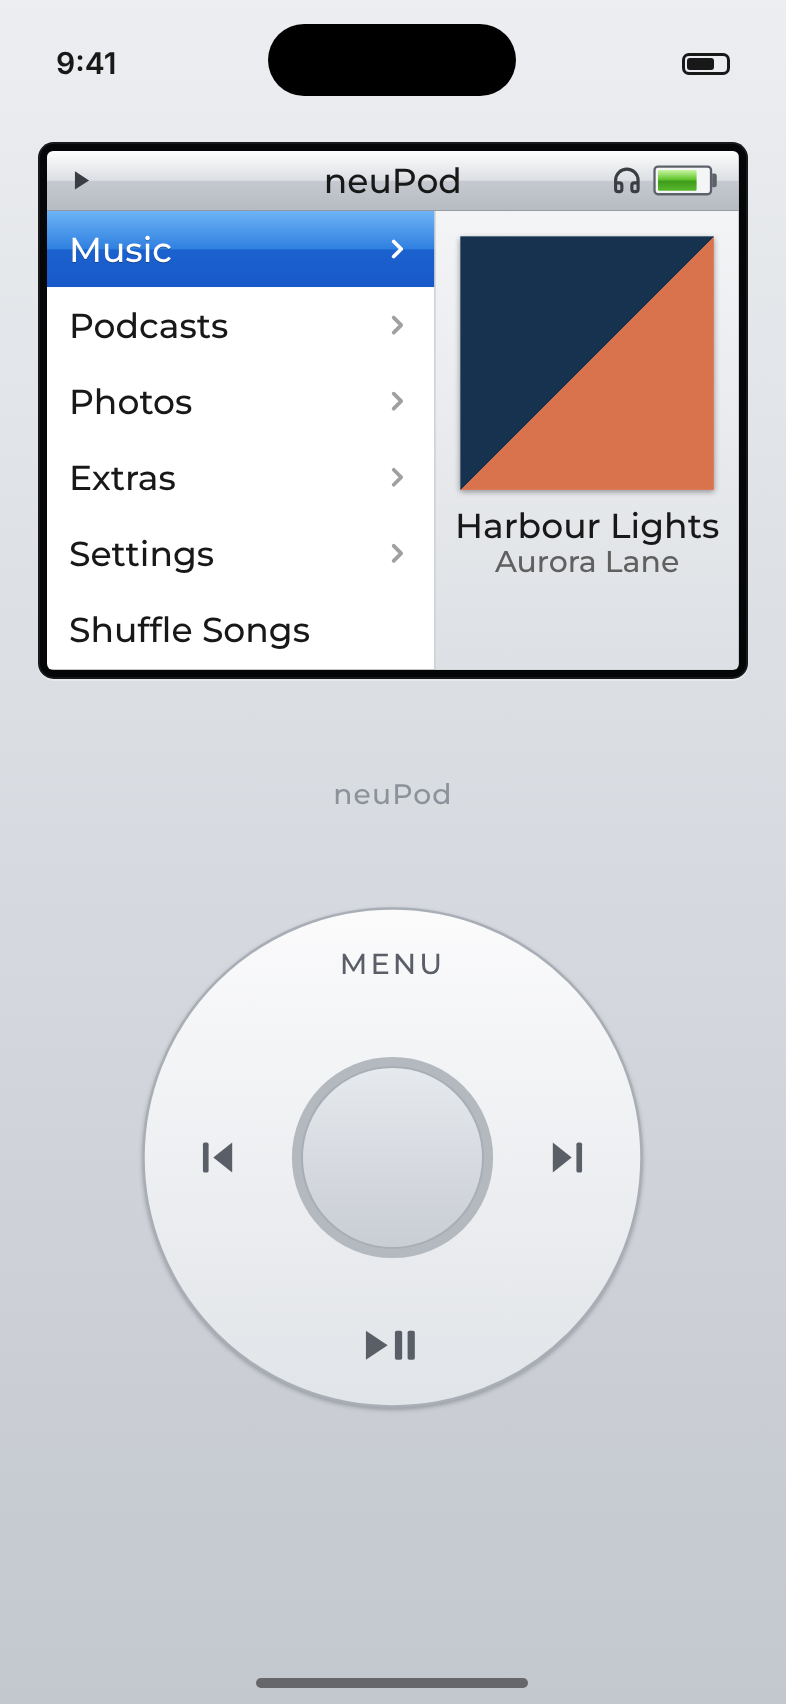 9:41
neuPod
Music
Podcasts
Photos
Extras
Settings
Shuffle Songs
Harbour Lights
Aurora Lane
neuPod
MENU